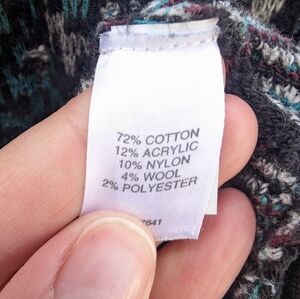 72% COTTON
12% ACRYLIC
10% NYLON
4% WOOL
2% POLYESTER